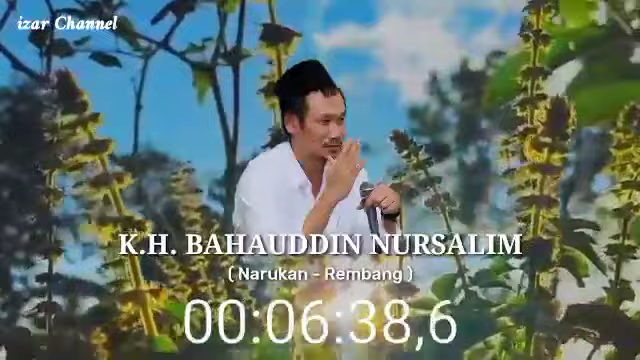 izar Channel
K.H. BAHAUDDIN NURSALIM
( Narukan - Rembang )
00:06:38,6